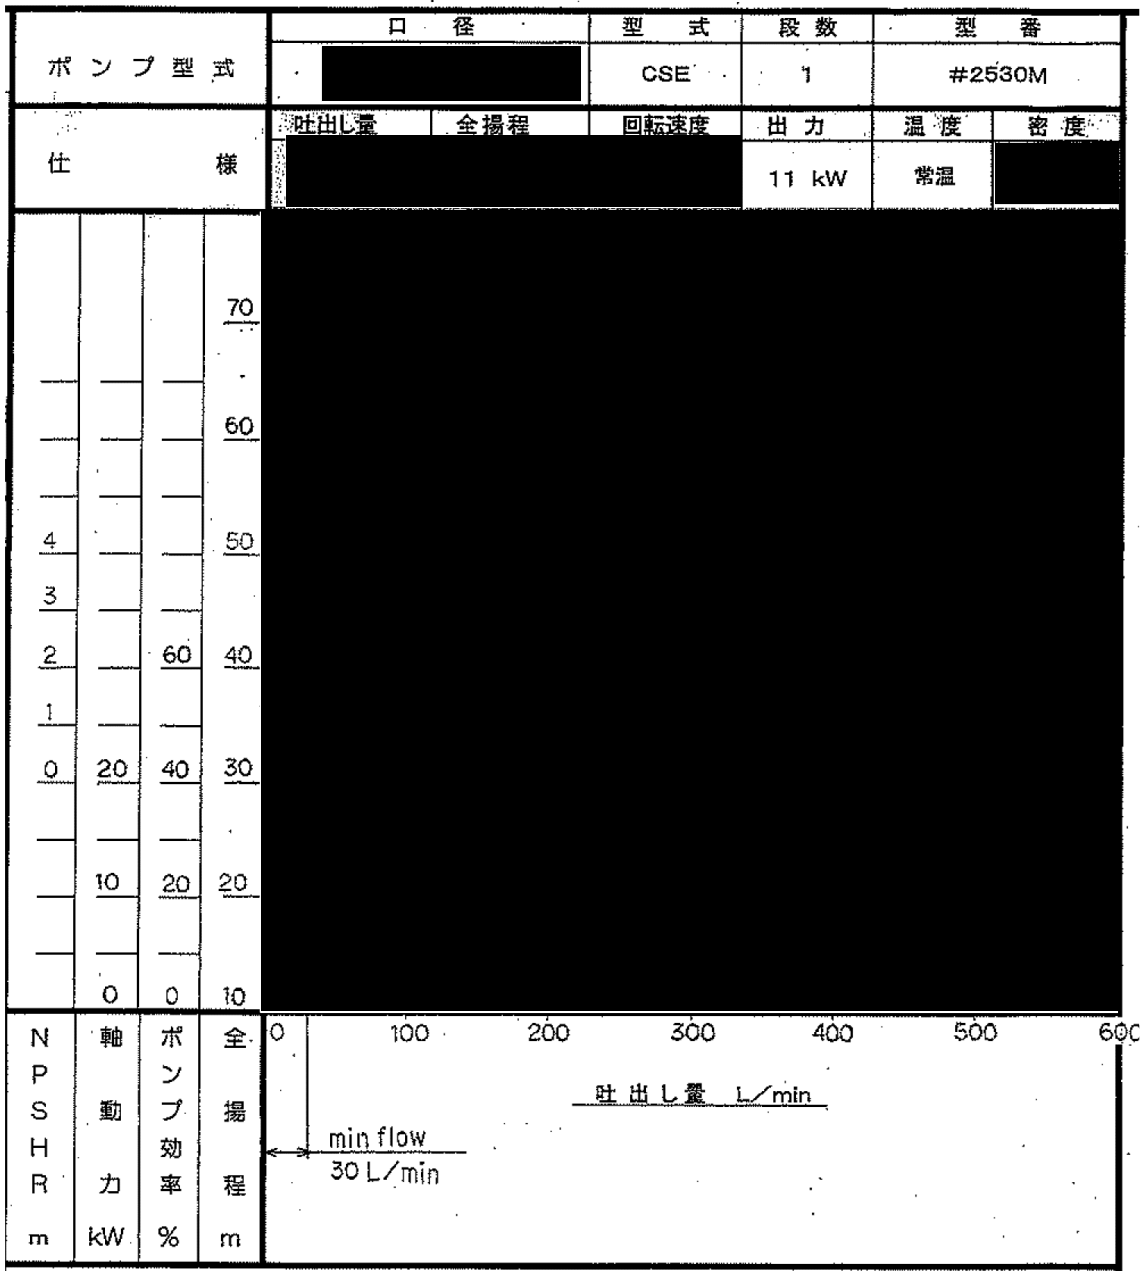 口径 型式 段数 型番
ポンプ型式 CSE 1 #2530M
吐出し量 全揚程 回転速度 出力 温度 密度
仕様 11 kW 常温
70
60
4 50
3
2 60 40
1
0 20 40 30
10 20 20
0 0 10
0 100 200 300 400 500 600
吐出し量 L/min
min flow
30 L/min
NPSHR m
軸動力 kW
ポンプ効率 %
全揚程 m